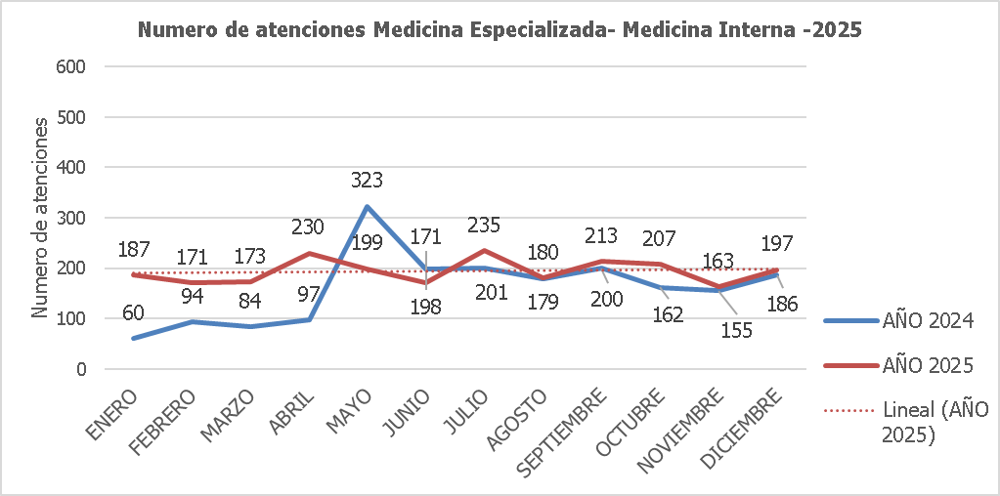 Numero de atenciones Medicina Especializada- Medicina Interna -2025
Numero de atenciones
600
500
400
300
200
100
0
187
171
173
230
323
199
171
235
180
213
207
163
197
60
94
84
97
198
201
179
200
162
155
186
ENERO
FEBRERO
MARZO
ABRIL
MAYO
JUNIO
JULIO
AGOSTO
SEPTIEMBRE
OCTUBRE
NOVIEMBRE
DICIEMBRE
AÑO 2024
AÑO 2025
Lineal (AÑO
2025)